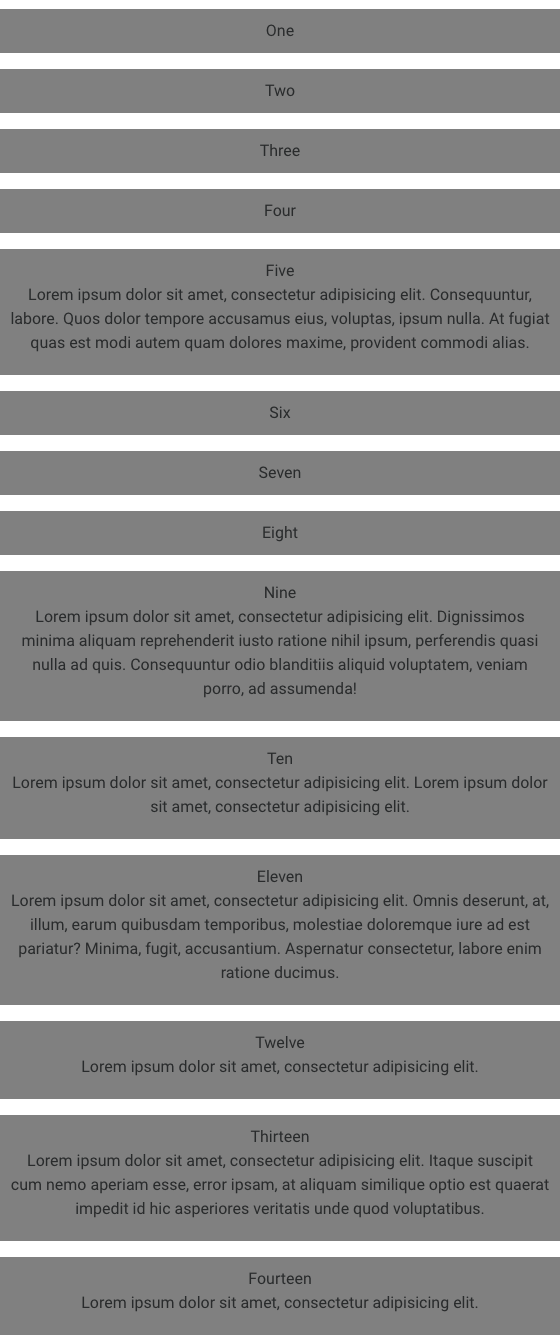 One
Two
Three
Four
Five
Lorem ipsum dolor sit amet, consectetur adipisicing elit. Consequuntur,
labore. Quos dolor tempore accusamus eius, voluptas, ipsum nulla. At fugiat
quas est modi autem quam dolores maxime, provident commodi alias.
Six
Seven
Eight
Nine
Lorem ipsum dolor sit amet, consectetur adipisicing elit. Dignissimos
minima aliquam reprehenderit iusto ratione nihil ipsum, perferendis quasi
nulla ad quis. Consequuntur odio blanditiis aliquid voluptatem, veniam
porro, ad assumenda!
Ten
Lorem ipsum dolor sit amet, consectetur adipisicing elit. Lorem ipsum dolor
sit amet, consectetur adipisicing elit.
Eleven
Lorem ipsum dolor sit amet, consectetur adipisicing elit. Omnis deserunt, at,
illum, earum quibusdam temporibus, molestiae doloremque iure ad est
pariatur? Minima, fugit, accusantium. Aspernatur consectetur, labore enim
ratione ducimus.
Twelve
Lorem ipsum dolor sit amet, consectetur adipisicing elit.
Thirteen
Lorem ipsum dolor sit amet, consectetur adipisicing elit. Itaque suscipit
cum nemo aperiam esse, error ipsam, at aliquam similique optio est quaerat
impedit id hic asperiores veritatis unde quod voluptatibus.
Fourteen
Lorem ipsum dolor sit amet, consectetur adipisicing elit.